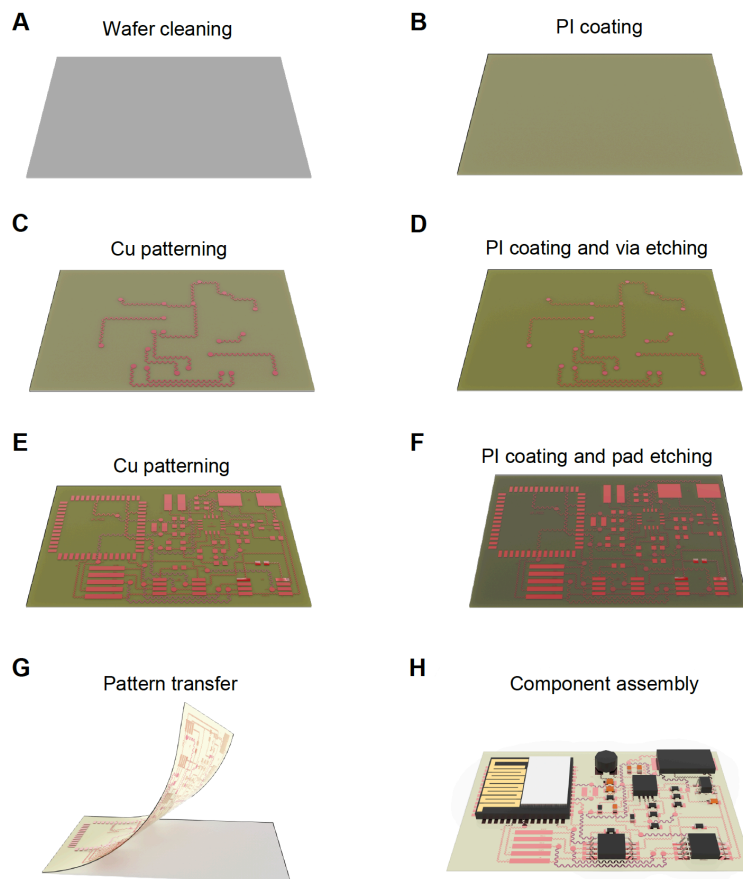 A
Wafer cleaning
B
PI coating
C
Cu patterning
D
PI coating and via etching
E
Cu patterning
F
PI coating and pad etching
G
Pattern transfer
H
Component assembly